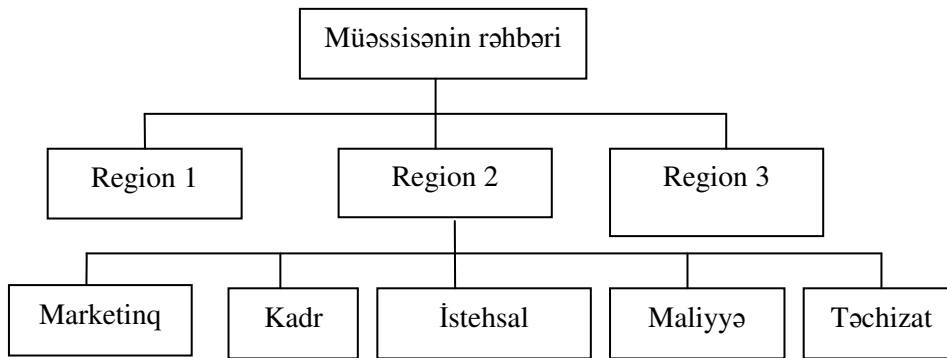 Müəssisənin rəhbəri
Region 1
Region 2
Region 3
Marketinq
Kadr
İstehsal
Maliyyə
Təchizat